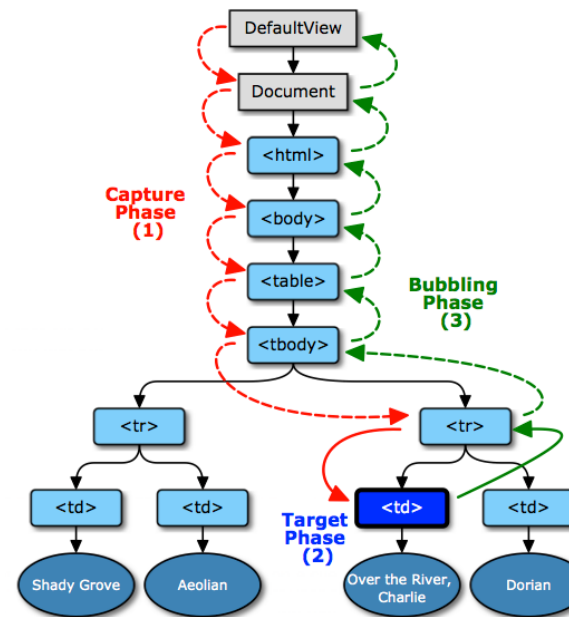 DefaultView
Document
<html>
Capture
Phase
(1)
<body>
<table>
Bubbling
Phase
(3)
<tbody>
<tr>
<tr>
<td>
<td>
<td>
<td>
Target
Phase
(2)
Shady Grove
Aeolian
Over the River,
Charlie
Dorian